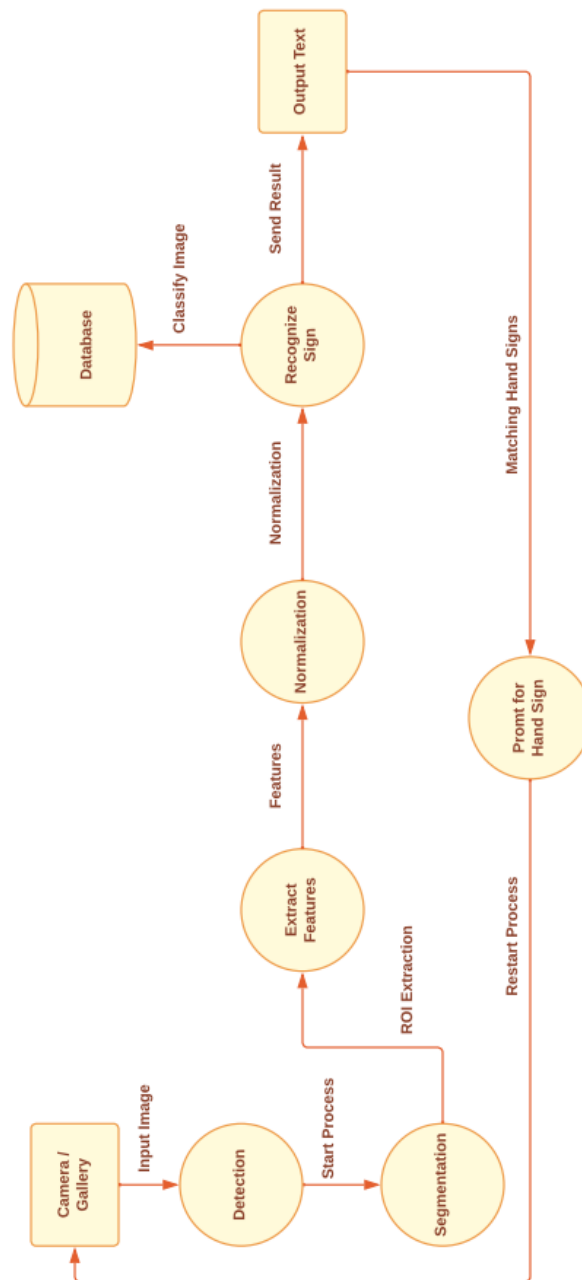 Camera /
Gallery
Input Image
Detection
Start Process
Segmentation
ROI Extraction
Extract
Features
Features
Normalization
Normalization
Recognize
Sign
Classify Image
Database
Send Result
Output Text
Matching Hand Signs
Promt for
Hand Sign
Restart Process